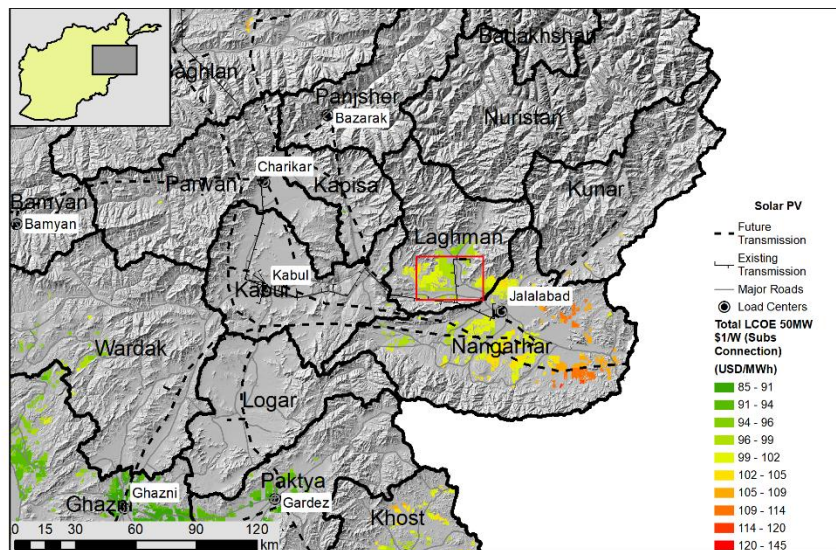 Badakhshan
Baghlan
Panjsher
Bazarak
Nuristan
Charikar
Parwan
Kapisa
Kunar
Bamyan
Bamyan
Laghman
Kabul
Kabul
Jalalabad
Wardak
Nangarhar
Logar
Ghazni
Ghazni
Paktya
Gardez
Khost
0 15 30 60 90 120
km
Solar PV
Future
Transmission
Existing
Transmission
Major Roads
Load Centers
Total LCOE 50MW
$1/W (Subs
Connection)
(USD/MWh)
85 - 91
91 - 94
94 - 96
96 - 99
99 - 102
102 - 105
105 - 109
109 - 114
114 - 120
120 - 145